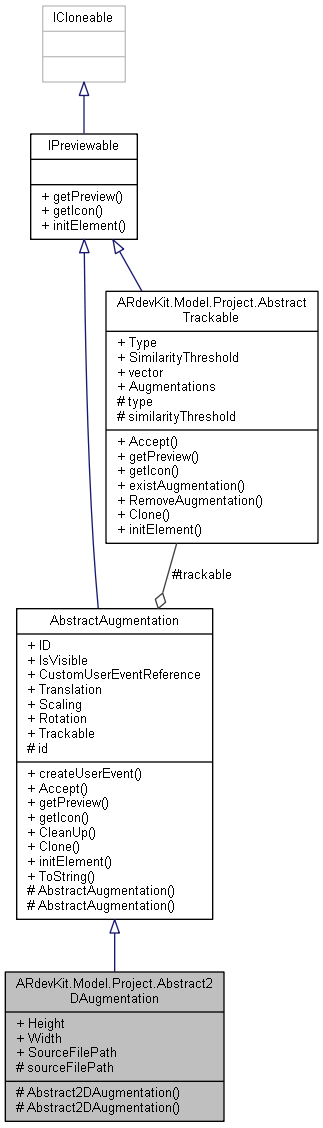 ICloneable
IPreviewable
+ getPreview()
+ getIcon()
+ initElement()
ARdevKit.Model.Project.Abstract
Trackable
+ Type
+ SimilarityThreshold
+ vector
+ Augmentations
# type
# similarityThreshold
+ Accept()
+ getPreview()
+ getIcon()
+ existAugmentation()
+ RemoveAugmentation()
+ Clone()
+ initElement()
#trackable
AbstractAugmentation
+ ID
+ IsVisible
+ CustomUserEventReference
+ Translation
+ Scaling
+ Rotation
+ Trackable
# id
+ createUserEvent()
+ Accept()
+ getPreview()
+ getIcon()
+ CleanUp()
+ Clone()
+ initElement()
+ ToString()
# AbstractAugmentation()
# AbstractAugmentation()
ARdevKit.Model.Project.Abstract2
DAugmentation
+ Height
+ Width
+ SourceFilePath
# sourceFilePath
# Abstract2DAugmentation()
# Abstract2DAugmentation()